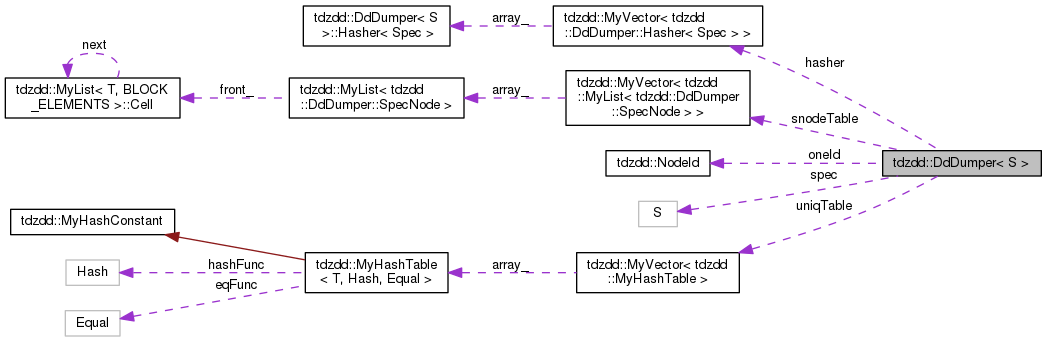 tdzdd::DdDumper< S
>::Hasher< Spec >
array_
tdzdd::MyVector< tdzdd
::DdDumper::Hasher< Spec > >
next
hasher
tdzdd::MyList< T, BLOCK
_ELEMENTS >::Cell
front_
tdzdd::MyList< tdzdd
::DdDumper::SpecNode >
array_
tdzdd::MyVector< tdzdd
::MyList< tdzdd::DdDumper
::SpecNode > >
snodeTable
tdzdd::NodeId
oneId
tdzdd::DdDumper< S >
spec
S
uniqTable
tdzdd::MyHashConstant
Hash
hashFunc
eqFunc
Equal
tdzdd::MyHashTable
< T, Hash, Equal >
array_
tdzdd::MyVector< tdzdd
::MyHashTable >